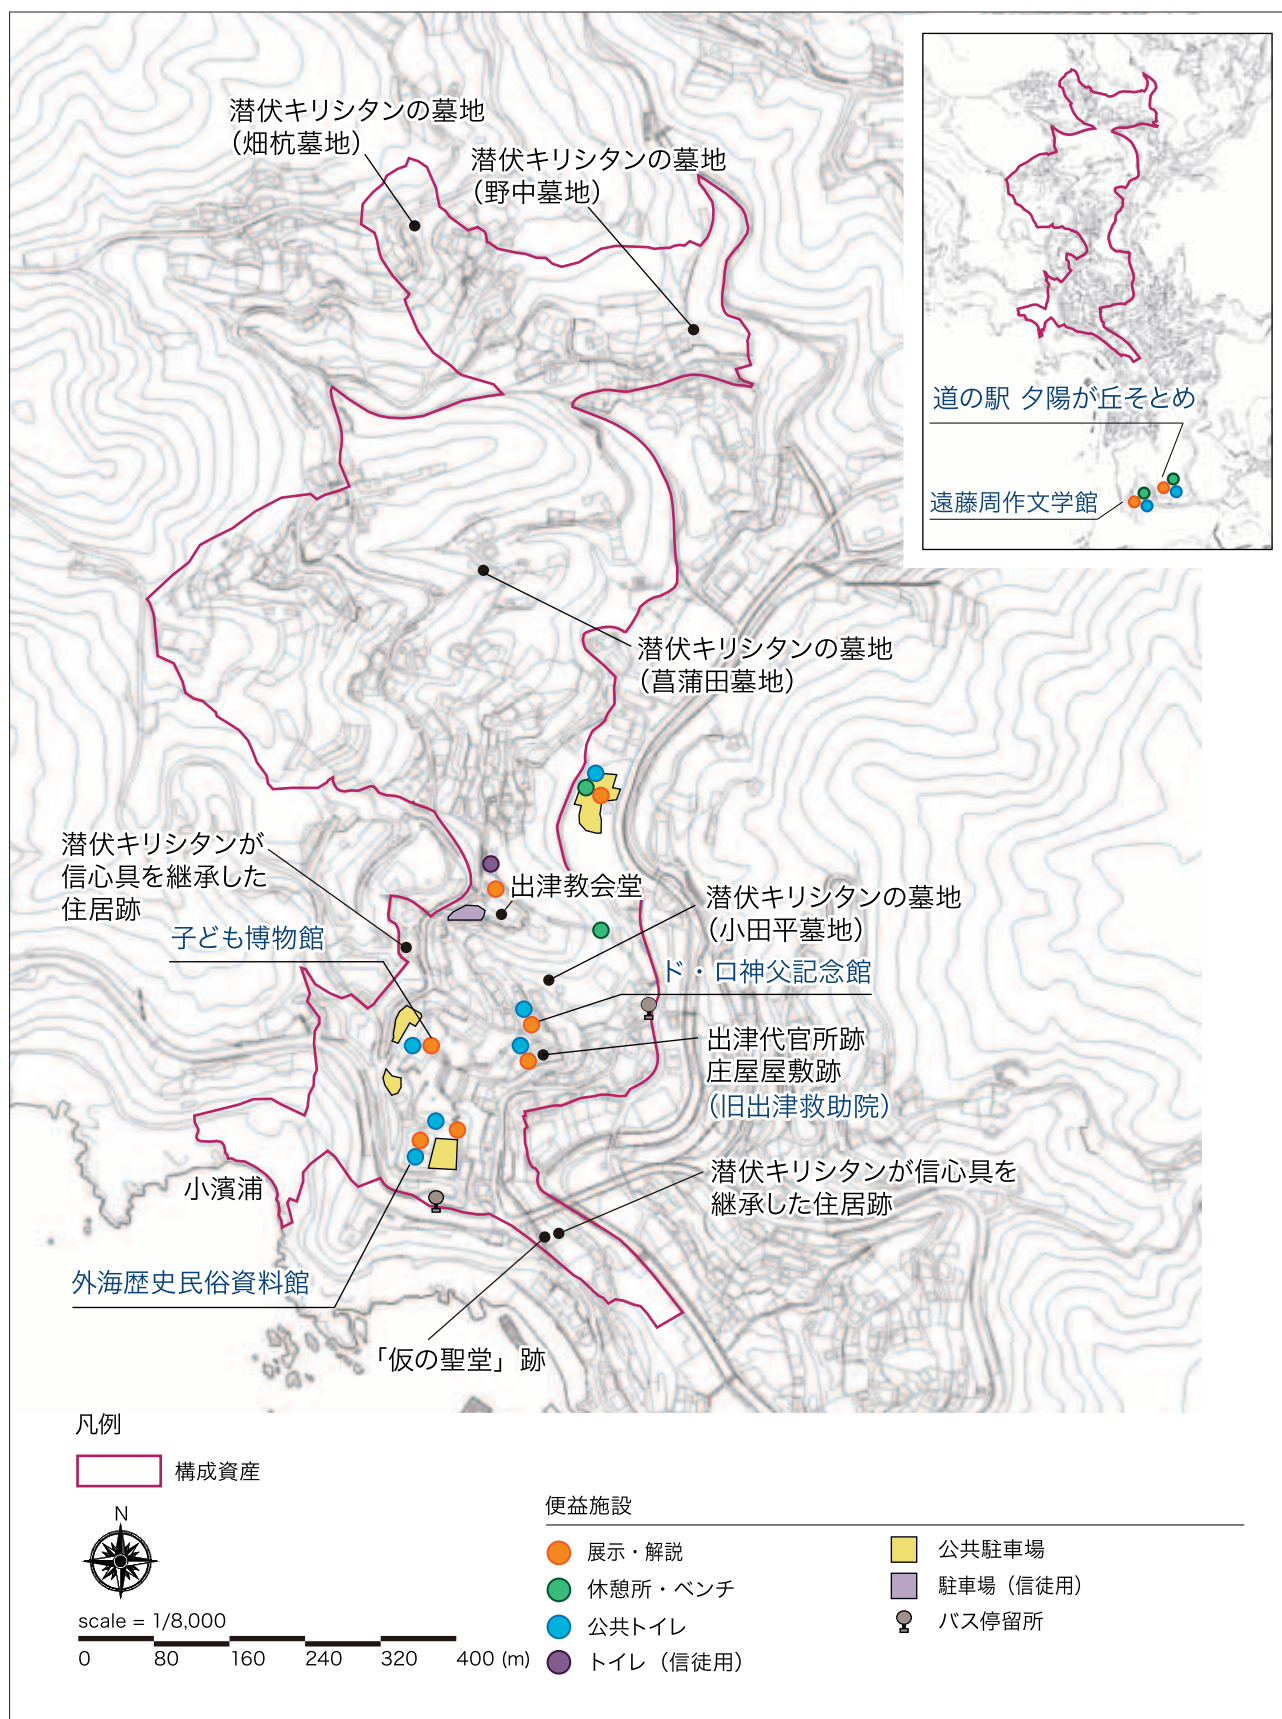 潜伏キリシタンの墓地
（畑杭墓地）
潜伏キリシタンの墓地
（野中墓地）
道の駅 夕陽が丘そとめ
遠藤周作文学館
潜伏キリシタンの墓地
（菖蒲田墓地）
潜伏キリシタンが
信心具を継承した
住居跡
出津教会堂
潜伏キリシタンの墓地
（小田平墓地）
子ども博物館
ド・ロ神父記念館
出津代官所跡
庄屋屋敷跡
（旧出津救助院）
潜伏キリシタンが信心具を
継承した住居跡
小濱浦
外海歴史民俗資料館
「仮の聖堂」跡
凡例
構成資産
N
scale = 1/8,000
0 80 160 240 320 400 (m)
便益施設
展示・解説
休憩所・ベンチ
公共トイレ
トイレ（信徒用）
公共駐車場
駐車場（信徒用）
バス停留所